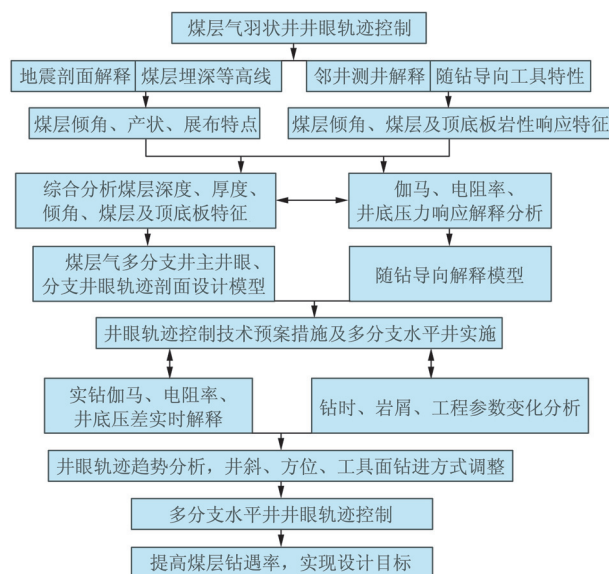 煤层气羽状井井眼轨迹控制
地震剖面解释
煤层埋深等高线
邻井测井解释
随钻导向工具特性
煤层倾角、产状、展布特点
煤层倾角、煤层及顶底板岩性响应特征
综合分析煤层深度、厚度、
倾角、煤层及顶底板特征
伽马、电阻率、
井底压力响应解释分析
煤层气多分支井主井眼、
分支井眼轨迹剖面设计模型
随钻导向解释模型
井眼轨迹控制技术预案措施及多分支水平井实施
实钻伽马、电阻率、
井底压差实时解释
钻时、岩屑、工程参数变化分析
井眼轨迹趋势分析，井斜、方位、工具面钻进方式调整
多分支水平井井眼轨迹控制
提高煤层钻遇率，实现设计目标